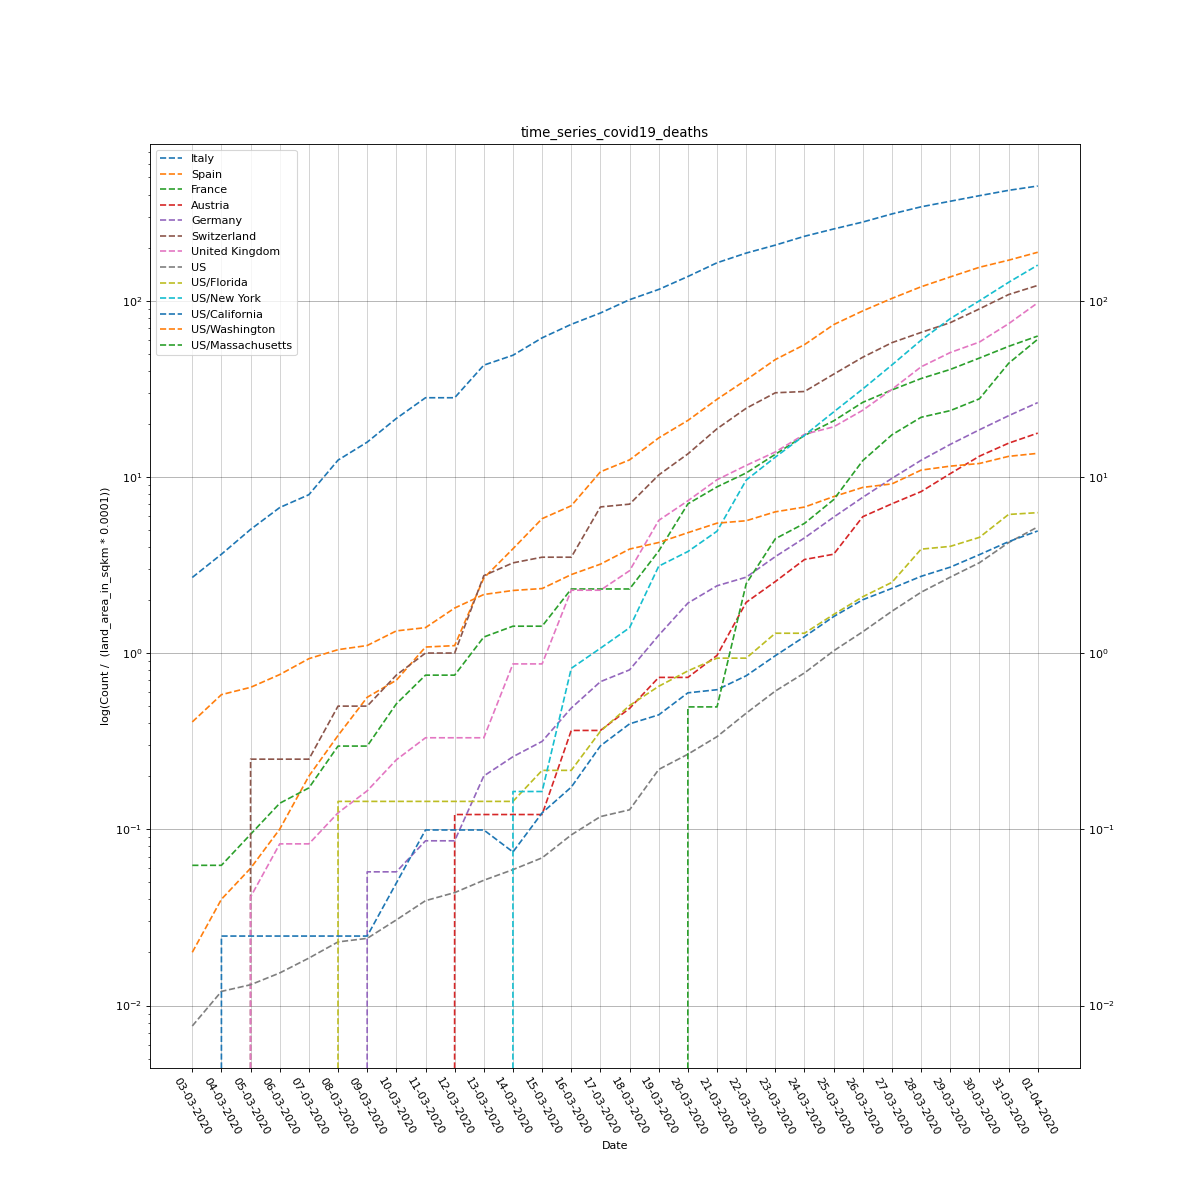 time_series_covid19_deaths
Italy
Spain
France
Austria
Germany
Switzerland
United Kingdom
US
US/Florida
US/New York
US/California
US/Washington
US/Massachusetts
10²
10¹
10⁰
10⁻¹
10⁻²
10²
10¹
10⁰
10⁻¹
10⁻²
log(Count / (land_area_in_sqkm * 0.0001))
03-03-2020
04-03-2020
05-03-2020
06-03-2020
07-03-2020
08-03-2020
09-03-2020
10-03-2020
11-03-2020
12-03-2020
13-03-2020
14-03-2020
15-03-2020
16-03-2020
17-03-2020
18-03-2020
19-03-2020
20-03-2020
21-03-2020
22-03-2020
23-03-2020
24-03-2020
25-03-2020
26-03-2020
27-03-2020
28-03-2020
29-03-2020
30-03-2020
31-03-2020
01-04-2020
Date